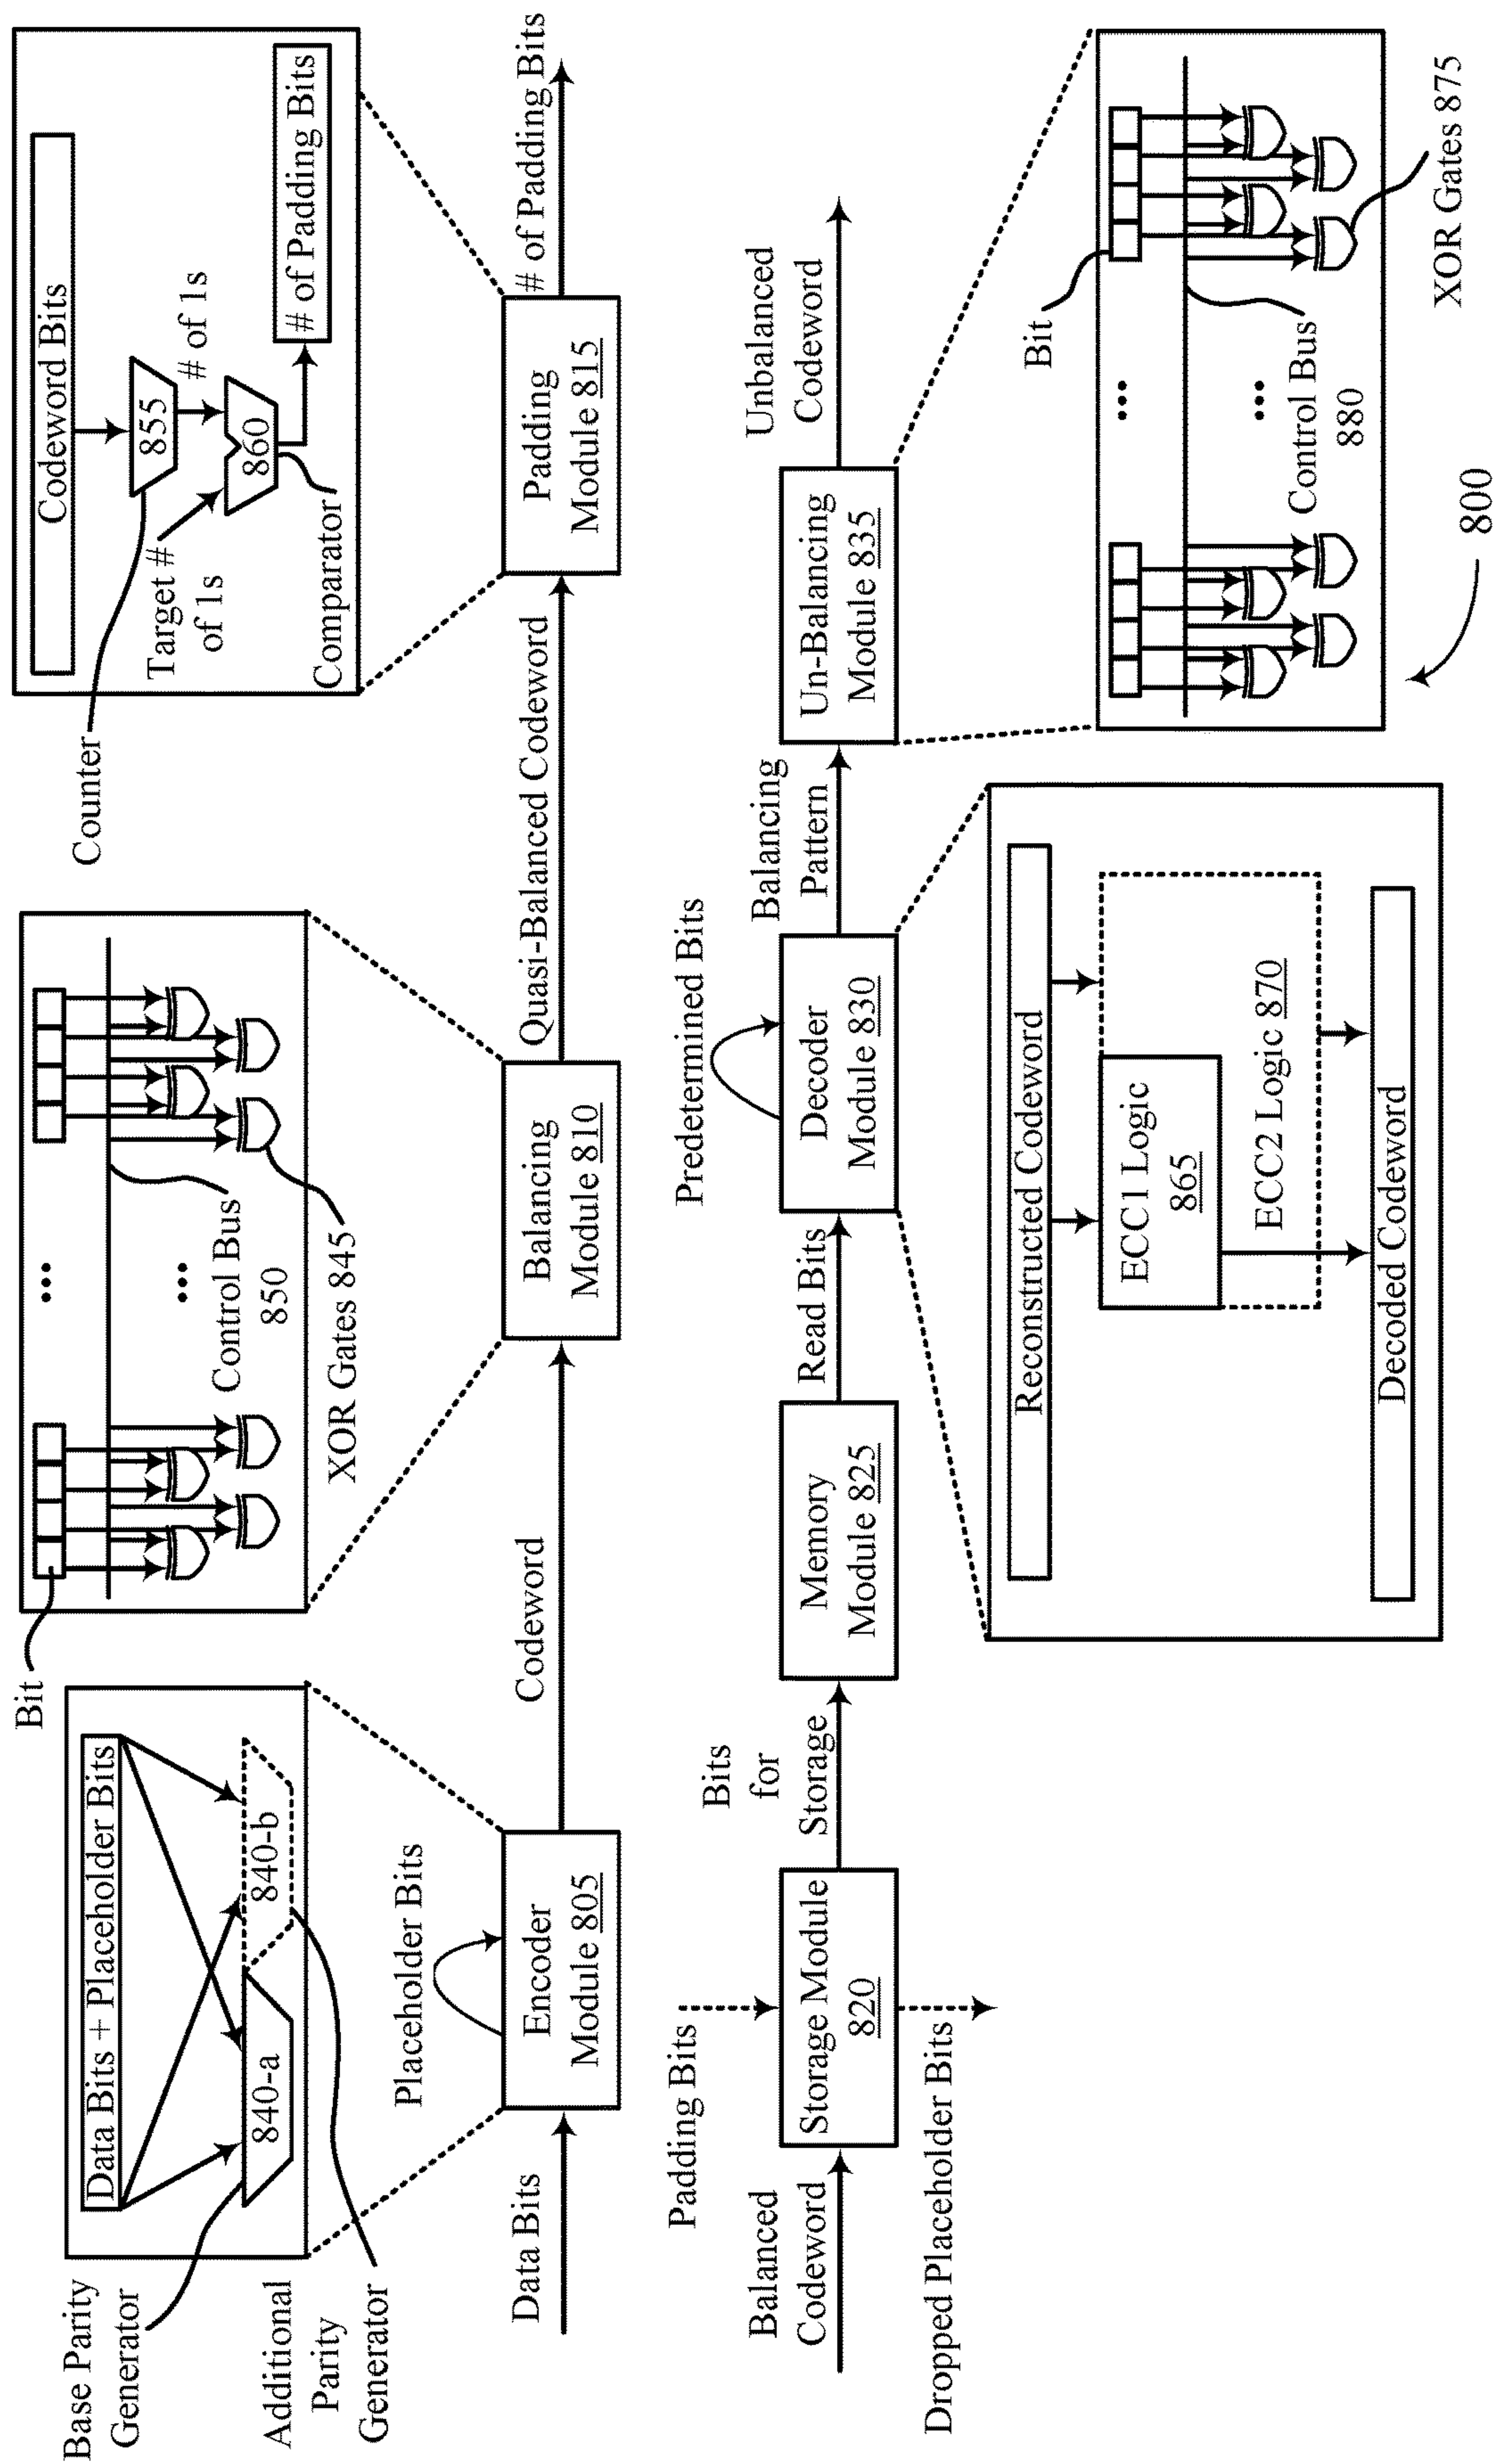 Base Parity
Generator
Data Bits + Placeholder Bits
840-a
840-b
Additional
Parity
Generator
Placeholder Bits
Data Bits
Encoder
Module 805
Codeword
Bit
...
...
Control Bus
850
XOR Gates 845
Balancing
Module 810
Quasi-Balanced Codeword
Counter
Codeword Bits
855
# of 1s
Target #
of 1s
860
Comparator
# of Padding Bits
Padding
Module 815
# of Padding Bits
Padding Bits
Balanced
Codeword
Storage Module
820
Dropped Placeholder Bits
Bits
for
Storage
Memory
Module 825
Read Bits
Predetermined Bits
Decoder
Module 830
Balancing
Pattern
Un-Balancing
Module 835
Unbalanced
Codeword
Reconstructed Codeword
ECC1 Logic
865
ECC2 Logic 870
Decoded Codeword
Bit
...
...
Control Bus
880
XOR Gates 875
800